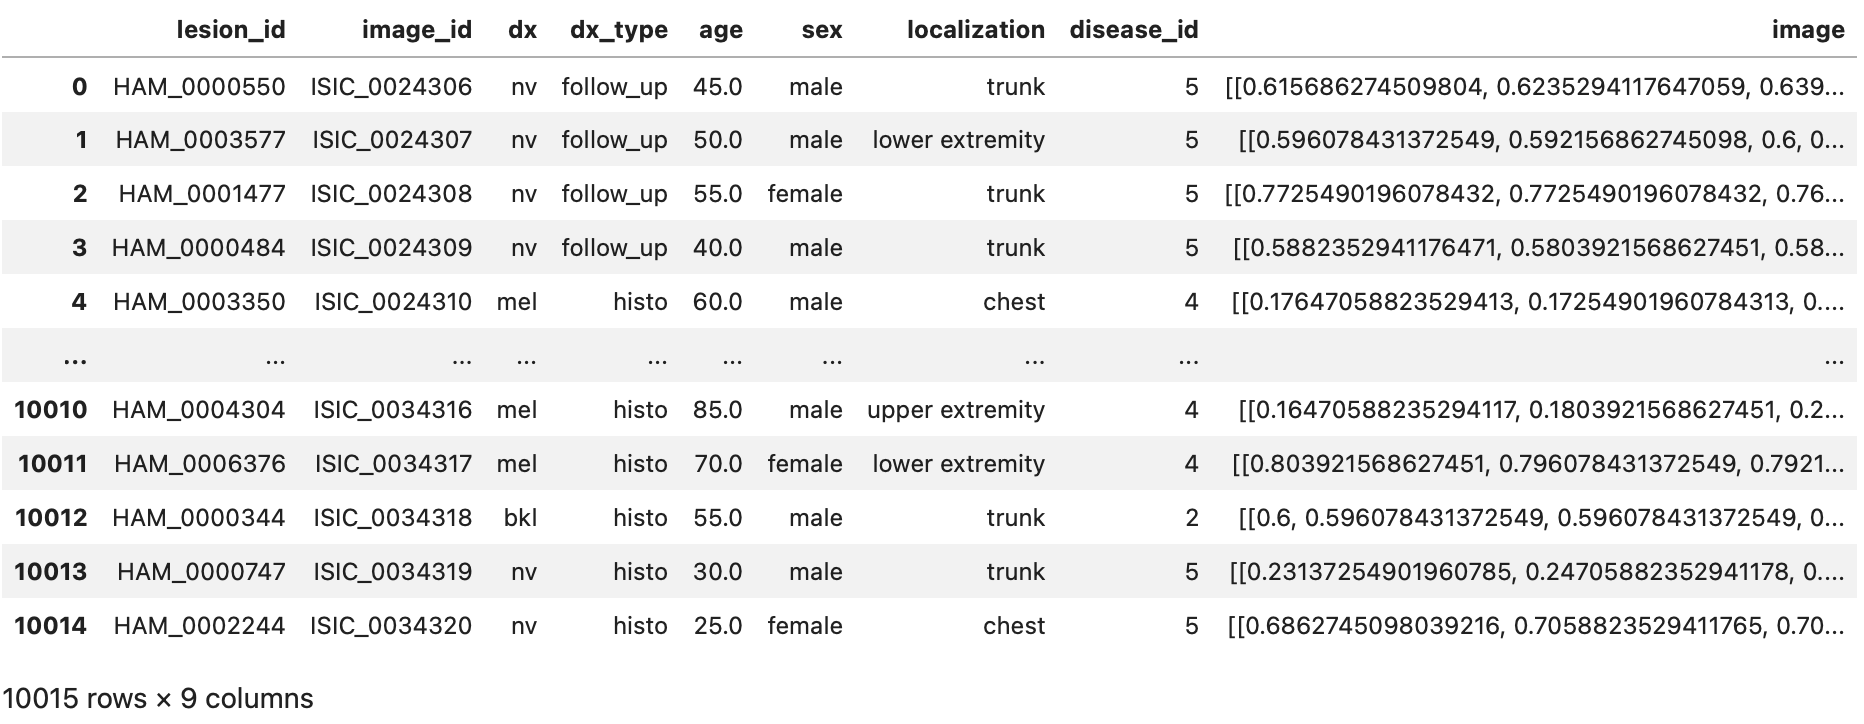 lesion_id image_id dx dx_type age sex localization disease_id image
0 HAM_0000550 ISIC_0024306 nv follow_up 45.0 male trunk 5 [[0.615686274509804, 0.6235294117647059, 0.639...
1 HAM_0003577 ISIC_0024307 nv follow_up 50.0 male lower extremity 5 [[0.596078431372549, 0.592156862745098, 0.6, 0...
2 HAM_0001477 ISIC_0024308 nv follow_up 55.0 female trunk 5 [[0.7725490196078432, 0.7725490196078432, 0.76...
3 HAM_0000484 ISIC_0024309 nv follow_up 40.0 male trunk 5 [[0.5882352941176471, 0.5803921568627451, 0.58...
4 HAM_0003350 ISIC_0024310 mel histo 60.0 male chest 4 [[0.17647058823529413, 0.17254901960784313, 0....
... ... ... ... ... ... ... ... ... ...
10010 HAM_0004304 ISIC_0034316 mel histo 85.0 male upper extremity 4 [[0.16470588235294117, 0.1803921568627451, 0.2...
10011 HAM_0006376 ISIC_0034317 mel histo 70.0 female lower extremity 4 [[0.803921568627451, 0.796078431372549, 0.7921...
10012 HAM_0000344 ISIC_0034318 bkl histo 55.0 male trunk 2 [[0.6, 0.596078431372549, 0.596078431372549, 0...
10013 HAM_0000747 ISIC_0034319 nv histo 30.0 male trunk 5 [[0.23137254901960785, 0.24705882352941178, 0....
10014 HAM_0002244 ISIC_0034320 nv histo 25.0 female chest 5 [[0.6862745098039216, 0.7058823529411765, 0.70...
10015 rows × 9 columns